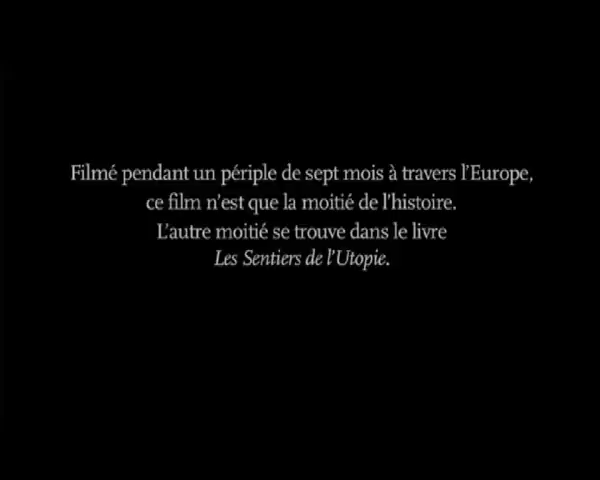 Filmé pendant un périple de sept mois à travers l'Europe,
ce film n'est que la moitié de l'histoire.
L'autre moitié se trouve dans le livre
Les Sentiers de l'Utopie.